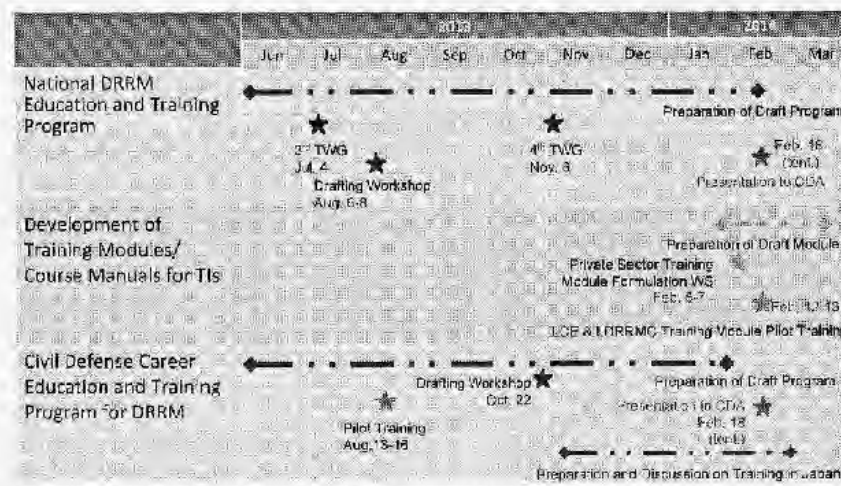 2013 2014
Jun Jul Aug Sep Oct Nov Dec Jan Feb Mar
National DRRM
Education and Training
Program
Preparation of Draft Program
3rd TWG
Jul. 4
4th TWG
Nov. 6
Feb. 18
(tent.)
Drafting Workshop
Aug. 6-8
Presentation to CDA
Development of
Training Modules/
Course Manuals for TIs
Preparation of Draft Module
Private Sector Training
Module Formulation WS
Feb. 6-7
Feb.
LCE & LDRRMC Training Module Pilot Training
Civil Defense Career
Education and Training
Program for DRRM
Drafting Workshop
Oct. 22
Preparation of Draft Program
Pilot Training
Aug.13-16
Presentation to CDA
Feb. 18
(tent.)
Preparation and Discussion on Training in Japan